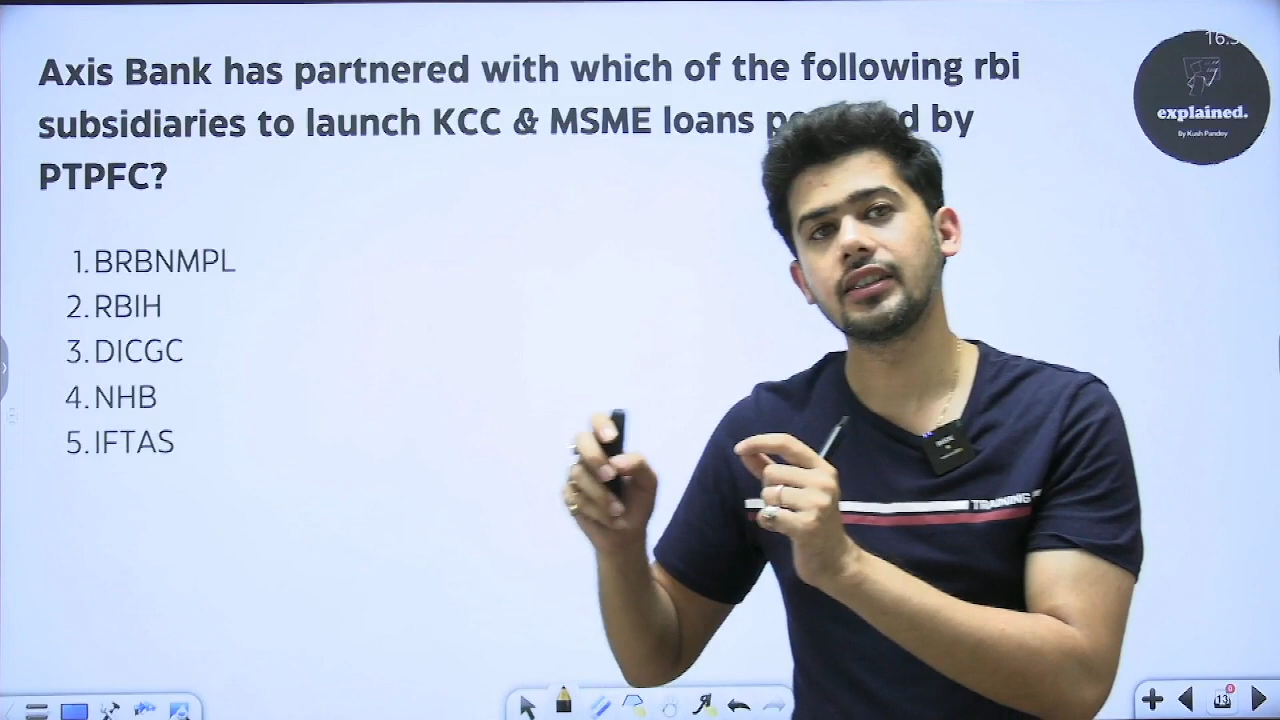 Axis Bank has partnered with which of the following rbi
subsidiaries to launch KCC & MSME loans by
PTPFC?
1. BRBNMPL
2. RBIH
3. DICGC
4. NHB
5. IFTAS
explained.
By Kush Pandey
TRAINING
13